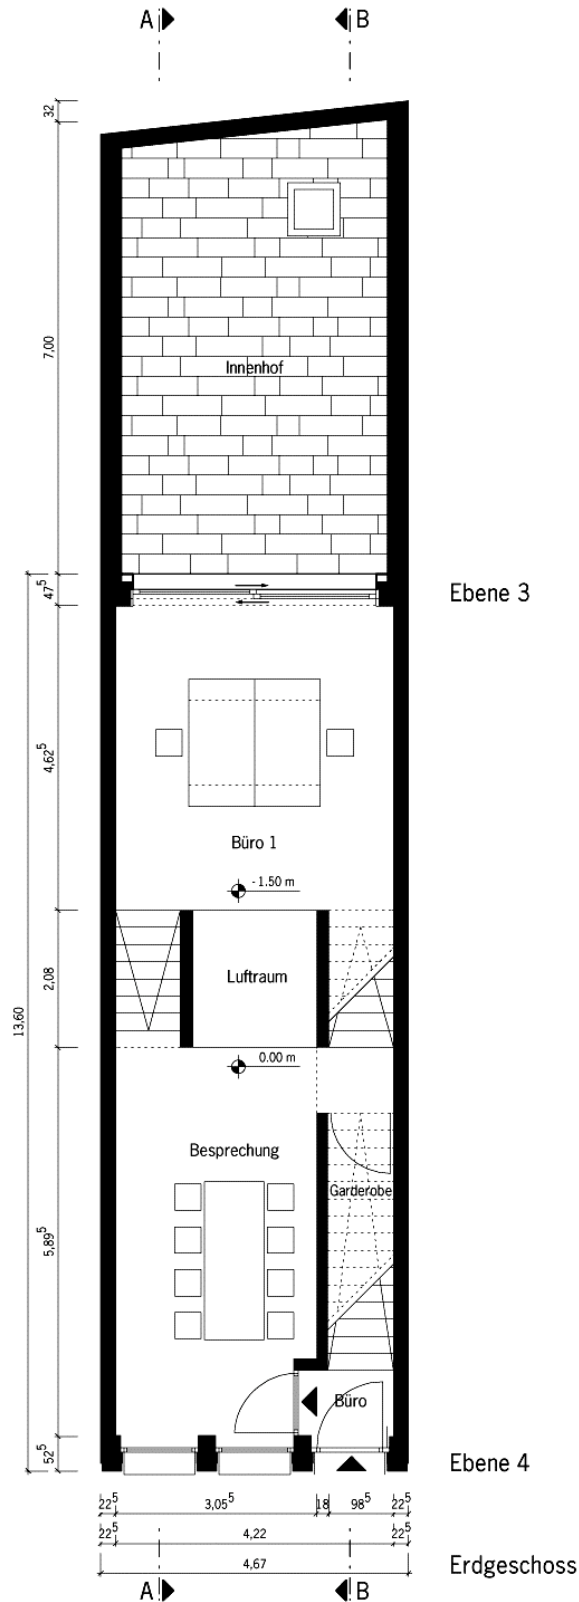 A B
32
7,00
Innenhof
47⁵
Ebene 3
4,62⁵
Büro 1
- 1.50 m
2,08
Luftraum
13,60
0.00 m
Besprechung
Garderobe
5,89⁵
Büro
52⁵
Ebene 4
22⁵ 3,05⁵ 18 98⁵ 22⁵
22⁵ 4,22 22⁵
4,67
Erdgeschoss
A B